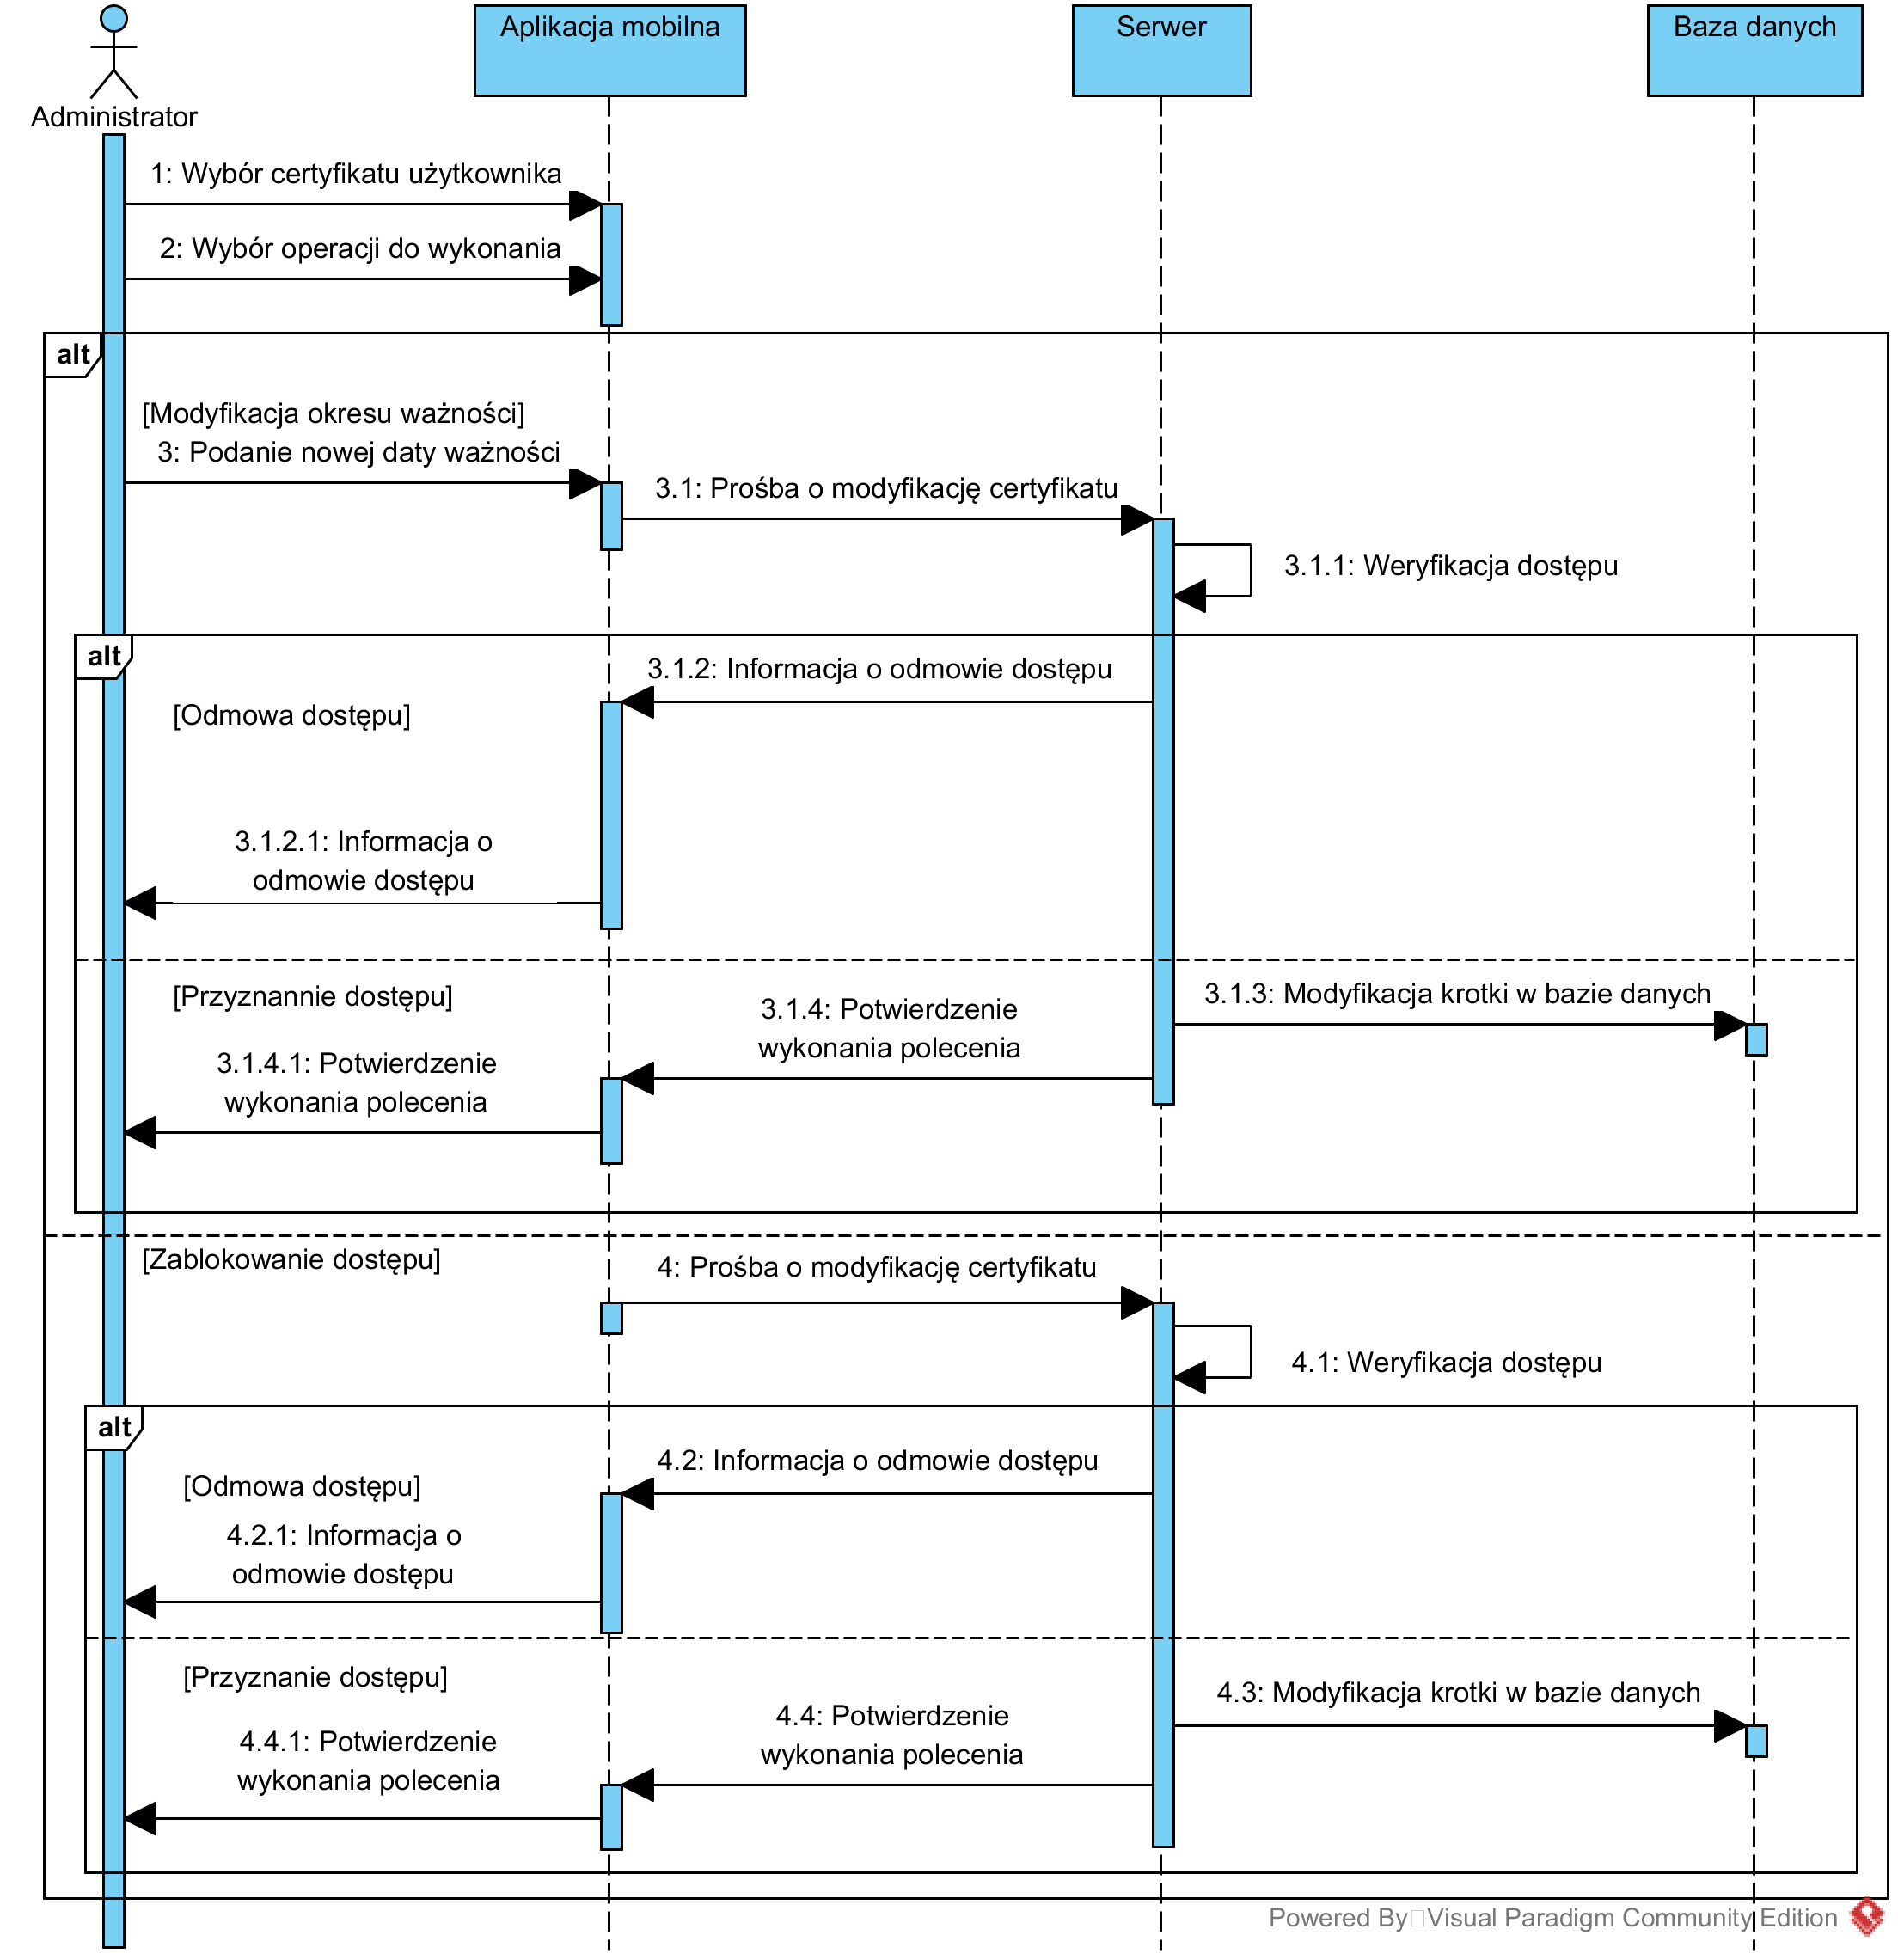 Aplikacja mobilna
Serwer
Baza danych
Administrator
1: Wybór certyfikatu użytkownika
2: Wybór operacji do wykonania
alt
[Modyfikacja okresu ważności]
3: Podanie nowej daty ważności
3.1: Prośba o modyfikację certyfikatu
3.1.1: Weryfikacja dostępu
alt
3.1.2: Informacja o odmowie dostępu
[Odmowa dostępu]
3.1.2.1: Informacja o
odmowie dostępu
[Przyznannie dostępu]
3.1.3: Modyfikacja krotki w bazie danych
3.1.4: Potwierdzenie
wykonania polecenia
3.1.4.1: Potwierdzenie
wykonania polecenia
[Zablokowanie dostępu]
4: Prośba o modyfikację certyfikatu
4.1: Weryfikacja dostępu
alt
4.2: Informacja o odmowie dostępu
[Odmowa dostępu]
4.2.1: Informacja o
odmowie dostępu
[Przyznanie dostępu]
4.3: Modyfikacja krotki w bazie danych
4.4: Potwierdzenie
wykonania polecenia
4.4.1: Potwierdzenie
wykonania polecenia
Powered By Visual Paradigm Community Edition